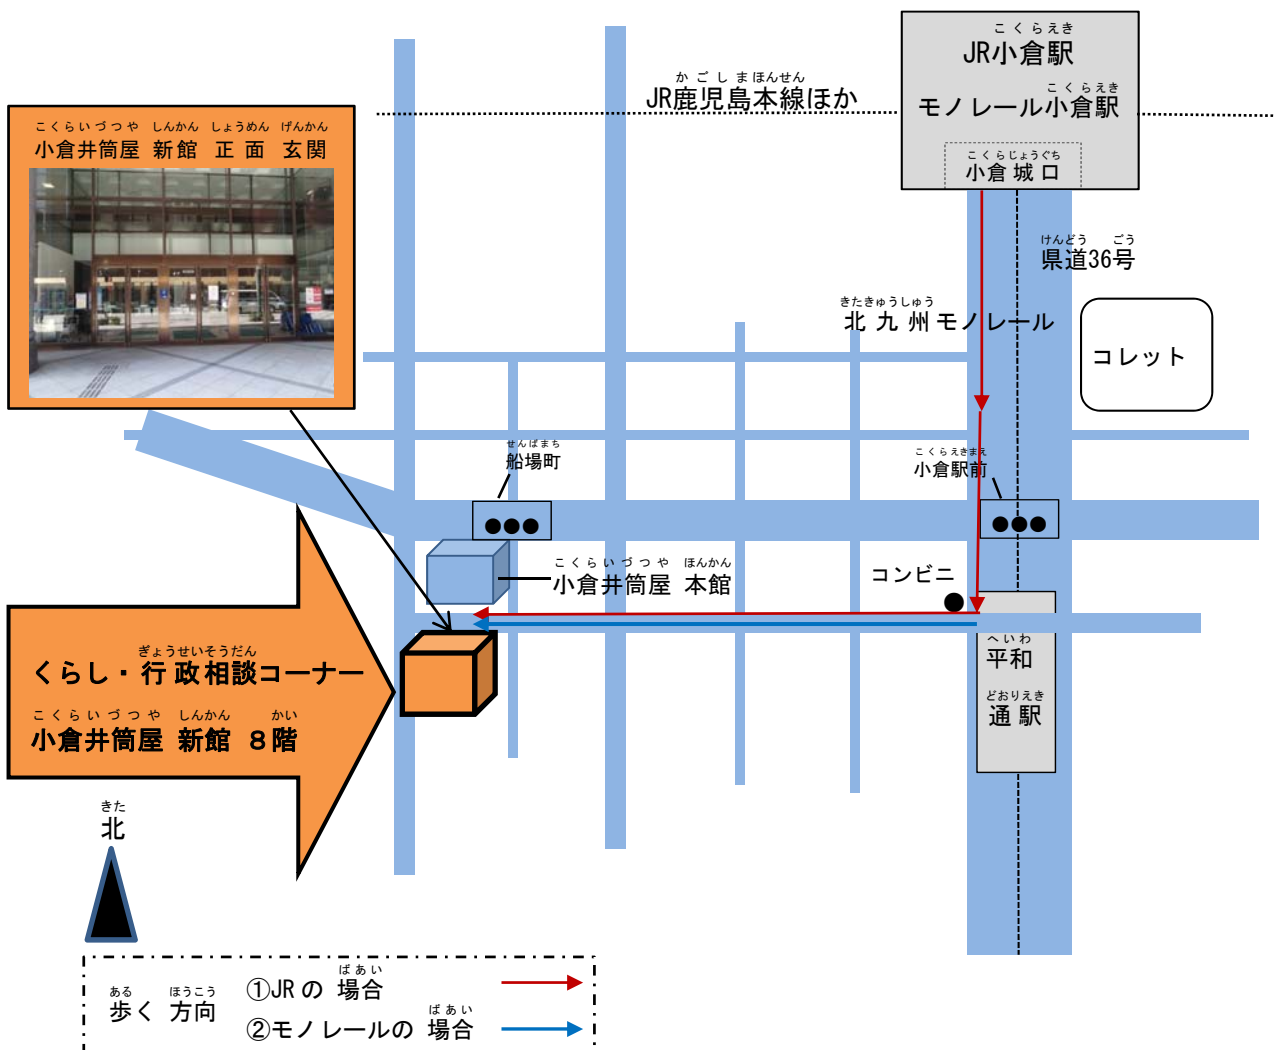 こくらえき
JR小倉駅
こくらえき
モノレール小倉駅
こくらじょうぐち
小倉城口
かごしまほんせん
JR鹿児島本線ほか
こくらいづつや しんかん しょうめん げんかん
小倉井筒屋 新館 正面 玄関
けんどう ごう
県道36号
きたきゅうしゅう
北九州モノレール
コレット
せんばまち
船場町
こくらえきまえ
小倉駅前
こくらいづつや ほんかん
小倉井筒屋 本館
コンビニ
へいわ
平和
どおりえき
通駅
ぎょうせいそうだん
くらし・行政相談コーナー
こくらいづつや しんかん かい
小倉井筒屋 新館 8階
きた
北
ある ほうこう
歩く 方向
ばあい
①JRの 場合
ばあい
②モノレールの 場合